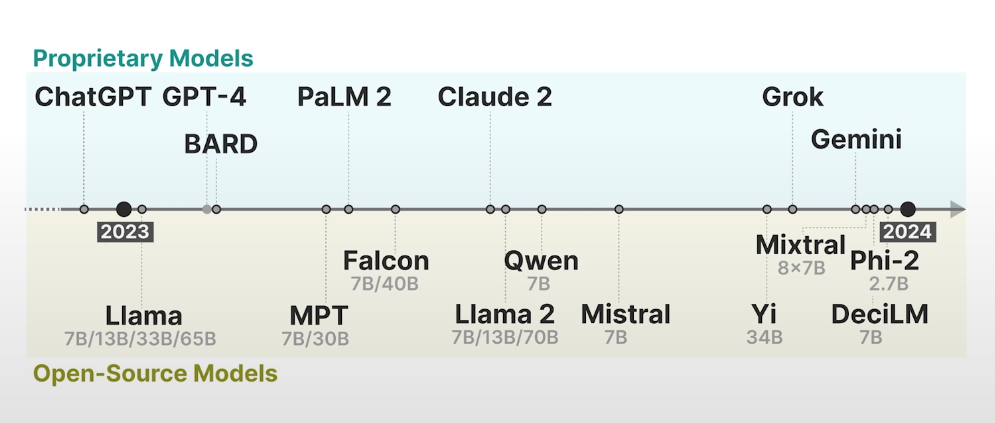 Proprietary Models
ChatGPT GPT-4 PaLM 2 Claude 2 Grok
BARD Gemini
2023 2024
Mixtral
8×7B
Falcon Qwen Phi-2
7B/40B 7B 2.7B
Llama MPT Llama 2 Mistral Yi DeciLM
7B/13B/33B/65B 7B/30B 7B/13B/70B 7B 34B 7B
Open-Source Models